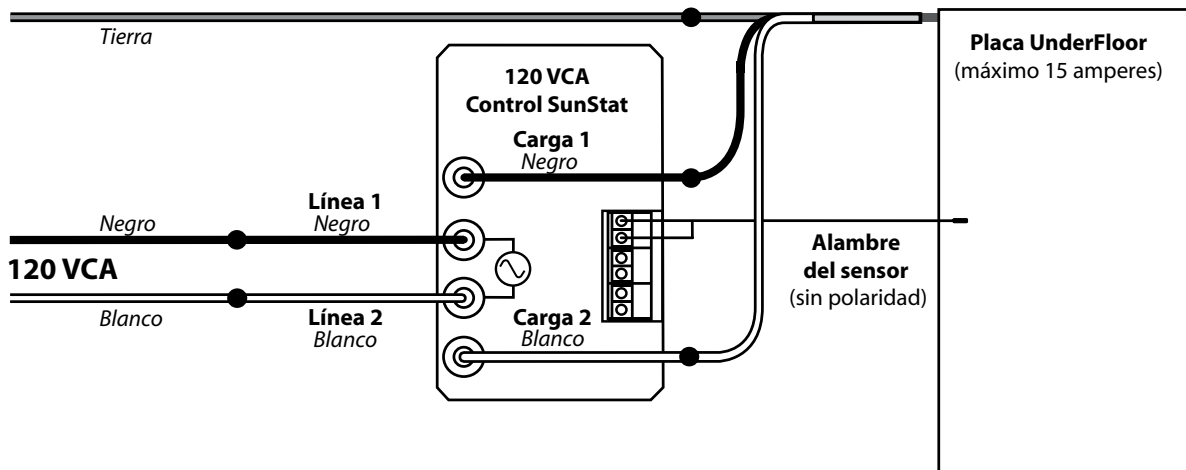 Tierra
120 VCA
Control SunStat
Placa UnderFloor
(máximo 15 amperes)
Carga 1
Negro
Línea 1
Negro
Negro
120 VCA
Blanco
Línea 2
Blanco
Carga 2
Blanco
Alambre
del sensor
(sin polaridad)